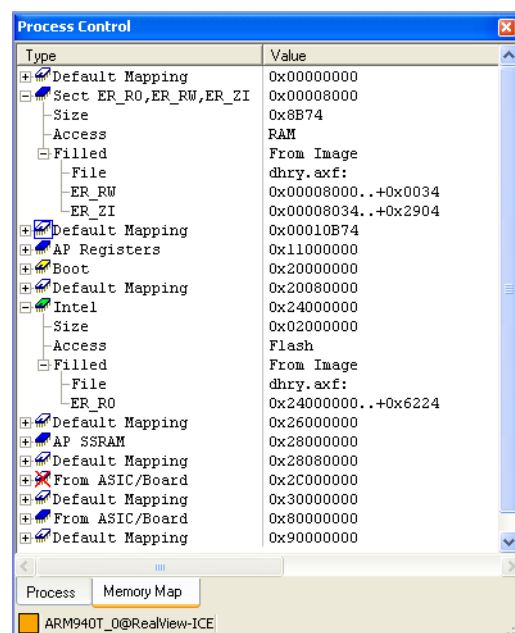 Process Control
Type Value
Default Mapping 0x00000000
Sect ER_RO,ER_RW,ER_ZI 0x00008000
Size 0x8B74
Access RAM
Filled From Image
File dhry.axf:
ER_RW 0x00008000..+0x0034
ER_ZI 0x00008034..+0x2904
Default Mapping 0x00010B74
AP Registers 0x11000000
Boot 0x20000000
Default Mapping 0x20080000
Intel 0x24000000
Size 0x02000000
Access Flash
Filled From Image
File dhry.axf:
ER_RO 0x24000000..+0x6224
Default Mapping 0x26000000
AP SSRAM 0x28000000
Default Mapping 0x28080000
From ASIC/Board 0x2C000000
Default Mapping 0x30000000
From ASIC/Board 0x80000000
Default Mapping 0x90000000
Process Memory Map
ARM940T_0@RealView-ICE